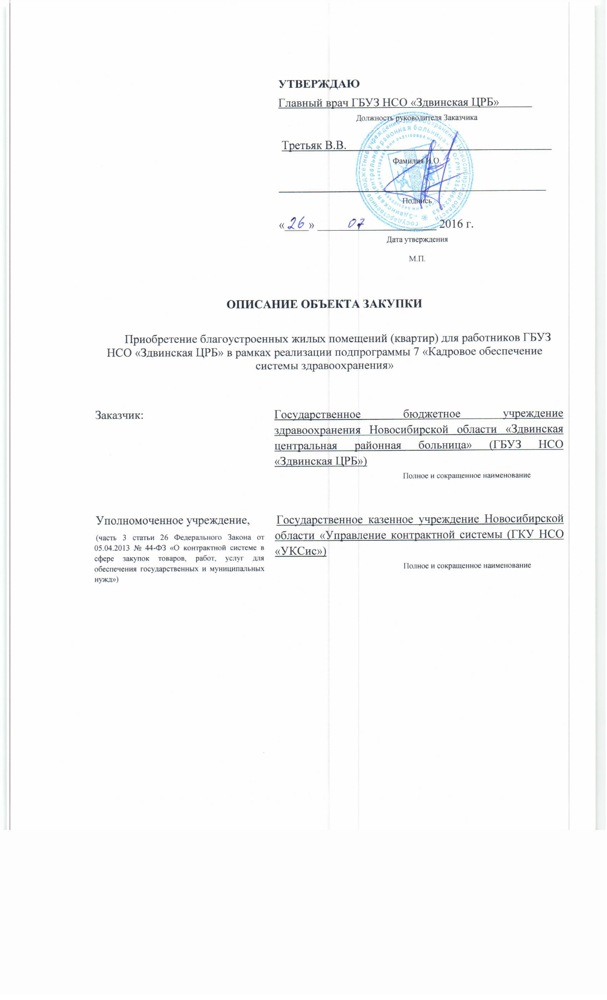 УТВЕРЖДАЮ
Главный врач ГБУЗ НСО «Здвинская ЦРБ»
Должность руководителя Заказчика
Третьяк В.В.
Фамилия И.О.
Подпись
«26» 07 2016 г.
Дата утверждения
М.П.
ОПИСАНИЕ ОБЪЕКТА ЗАКУПКИ
Приобретение благоустроенных жилых помещений (квартир) для работников ГБУЗ
НСО «Здвинская ЦРБ» в рамках реализации подпрограммы 7 «Кадровое обеспечение
системы здравоохранения»
Заказчик:
Государственное бюджетное учреждение
здравоохранения Новосибирской области «Здвинская
центральная районная больница» (ГБУЗ НСО
«Здвинская ЦРБ»)
Полное и сокращенное наименование
Уполномоченное учреждение,
(часть 3 статьи 26 Федерального Закона от
05.04.2013 № 44-ФЗ «О контрактной системе в
сфере закупок товаров, работ, услуг для
обеспечения государственных и муниципальных
нужд»)
Государственное казенное учреждение Новосибирской
области «Управление контрактной системы (ГКУ НСО
«УКСис»)
Полное и сокращенное наименование